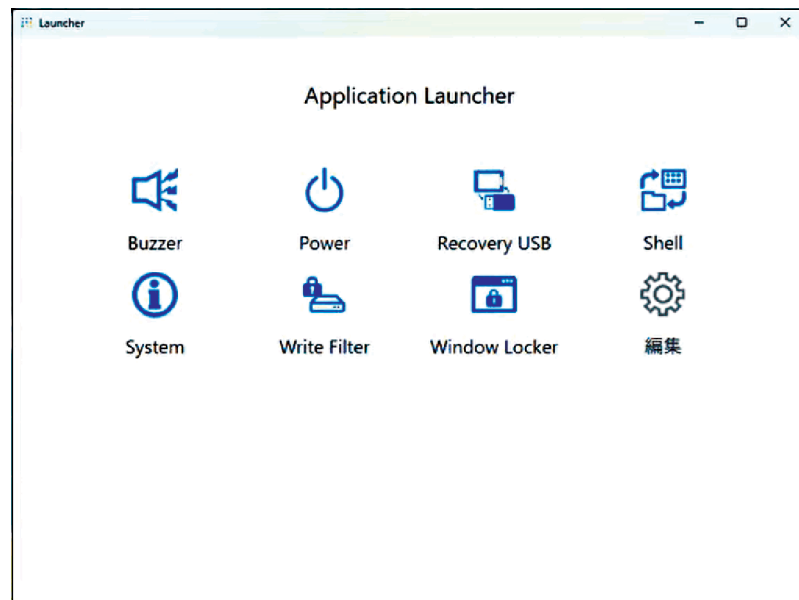 Launcher
Application Launcher
Buzzer Power Recovery USB Shell
System Write Filter Window Locker 編集